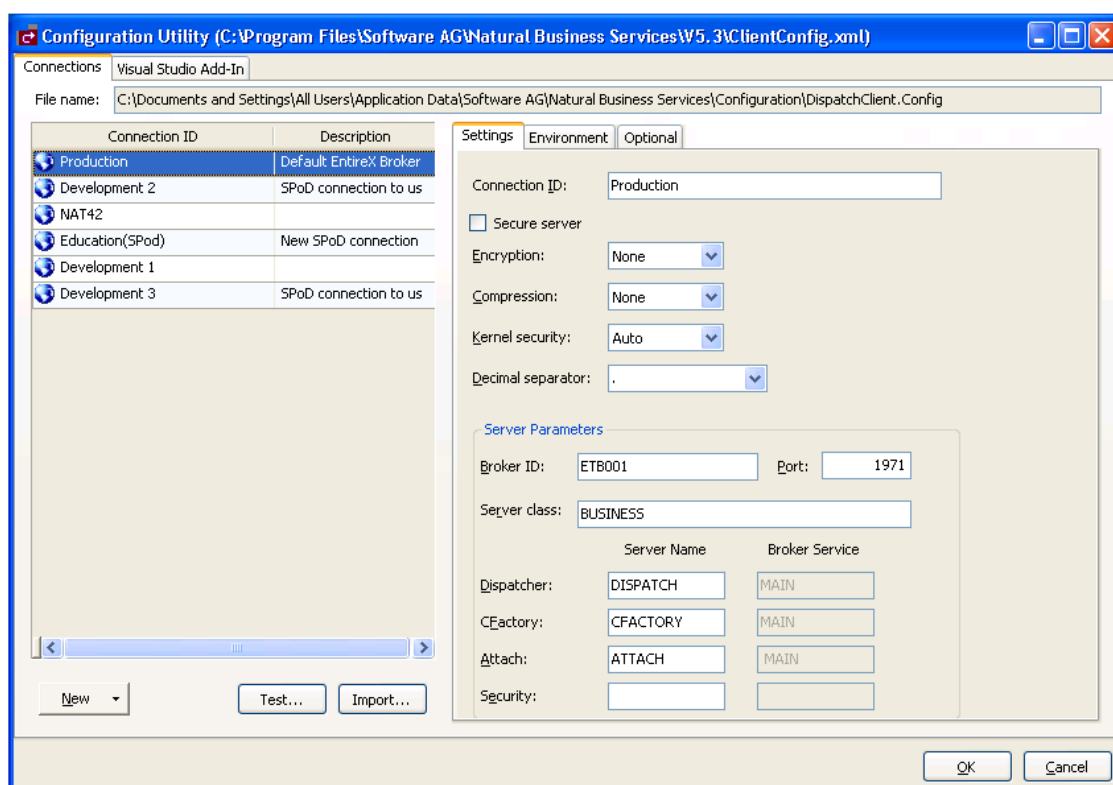 Configuration Utility (C:\Program Files\Software AG\Natural Business Services\V5.3\ClientConfig.xml)
Connections Visual Studio Add-In
File name: C:\Documents and Settings\All Users\Application Data\Software AG\Natural Business Services\Configuration\DispatchClient.Config
Connection ID Description
Production Default EntireX Broker
Development 2 SPoD connection to us
NAT42
Education(SPod) New SPoD connection
Development 1
Development 3 SPoD connection to us
New Test... Import...
Settings Environment Optional
Connection ID: Production
Secure server
Encryption: None
Compression: None
Kernel security: Auto
Decimal separator: .
Server Parameters
Broker ID: ETB001 Port: 1971
Server class: BUSINESS
Server Name Broker Service
Dispatcher: DISPATCH MAIN
CFactory: CFACTORY MAIN
Attach: ATTACH MAIN
Security:
OK Cancel